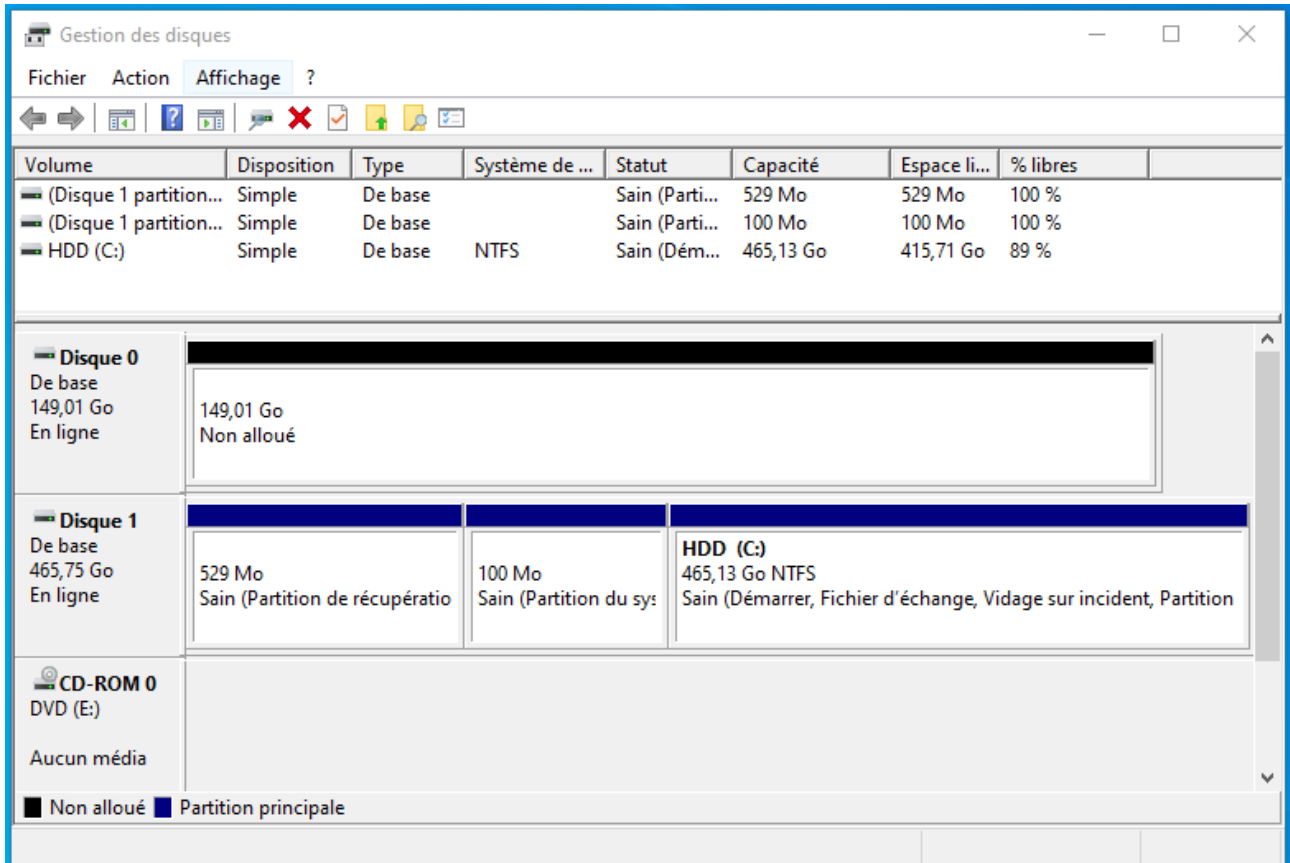 Gestion des disques
Fichier Action Affichage ?
Volume Disposition Type Système de ... Statut Capacité Espace li... % libres
(Disque 1 partition... Simple De base Sain (Parti... 529 Mo 529 Mo 100 %
(Disque 1 partition... Simple De base Sain (Parti... 100 Mo 100 Mo 100 %
HDD (C:) Simple De base NTFS Sain (Dém... 465,13 Go 415,71 Go 89 %
Disque 0
De base
149,01 Go
En ligne
149,01 Go
Non alloué
Disque 1
De base
465,75 Go
En ligne
529 Mo
Sain (Partition de récupératio
100 Mo
Sain (Partition du sys
HDD (C:)
465,13 Go NTFS
Sain (Démarrer, Fichier d'échange, Vidage sur incident, Partition
CD-ROM 0
DVD (E:)
Aucun média
Non alloué Partition principale